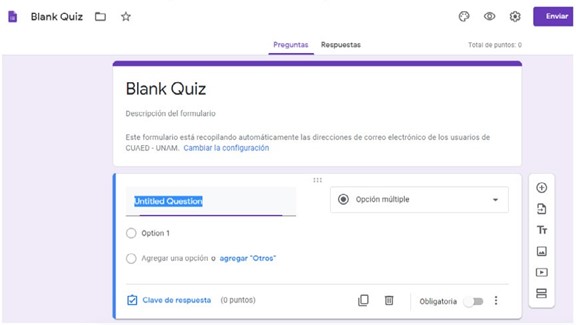 Blank Quiz
Enviar
Preguntas Respuestas Total de puntos: 0
Blank Quiz
Descripción del formulario
Este formulario está recopilando automáticamente las direcciones de correo electrónico de los usuarios de
CUAED - UNAM. Cambiar la configuración
Untitled Question
Opción múltiple
Option 1
Agregar una opción o agregar "Otros"
Clave de respuesta (0 puntos)
Obligatoria
Tт